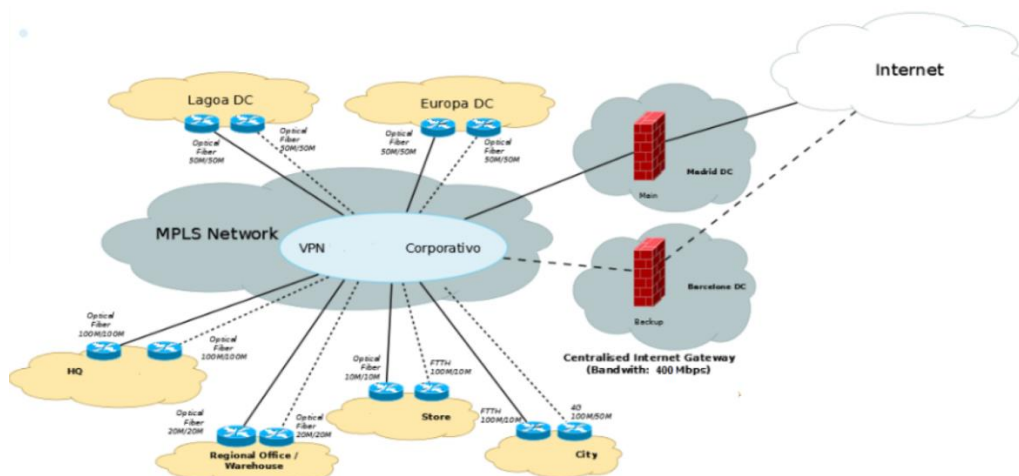 Internet
Lagoa DC
Europa DC
Optical
Fiber
50M/50M
Optical
Fiber
50M/50M
Optical
Fiber
50M/50M
Optical
Fiber
50M/50M
Madrid DC
Main
MPLS Network
VPN
Corporativo
Barcelone DC
Backup
Centralised Internet Gateway
(Bandwith: 400 Mbps)
Optical
Fiber
100M/100M
Optical
Fiber
100M/100M
HQ
Optical
Fiber
10M/10M
FTTH
100M/10M
Store
Optical
Fiber
20M/20M
Optical
Fiber
20M/20M
Regional Office /
Warehouse
FTTH
100M/10M
4G
100M/50M
City